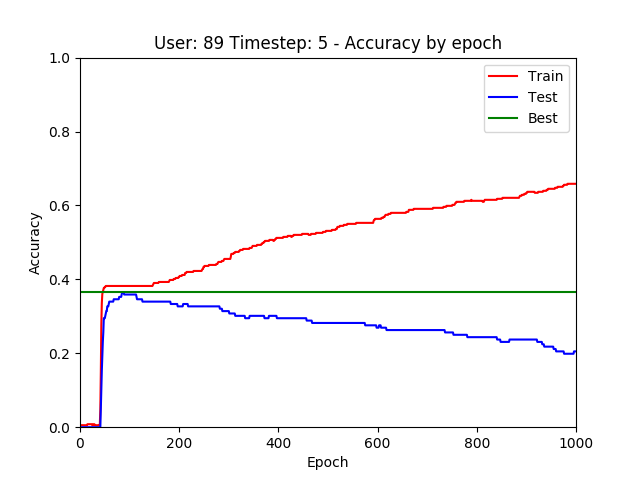 User: 89 Timestep: 5 - Accuracy by epoch
1.0
0.8
0.6
0.4
0.2
0.0
Accuracy
Train
Test
Best
0 200 400 600 800 1000
Epoch